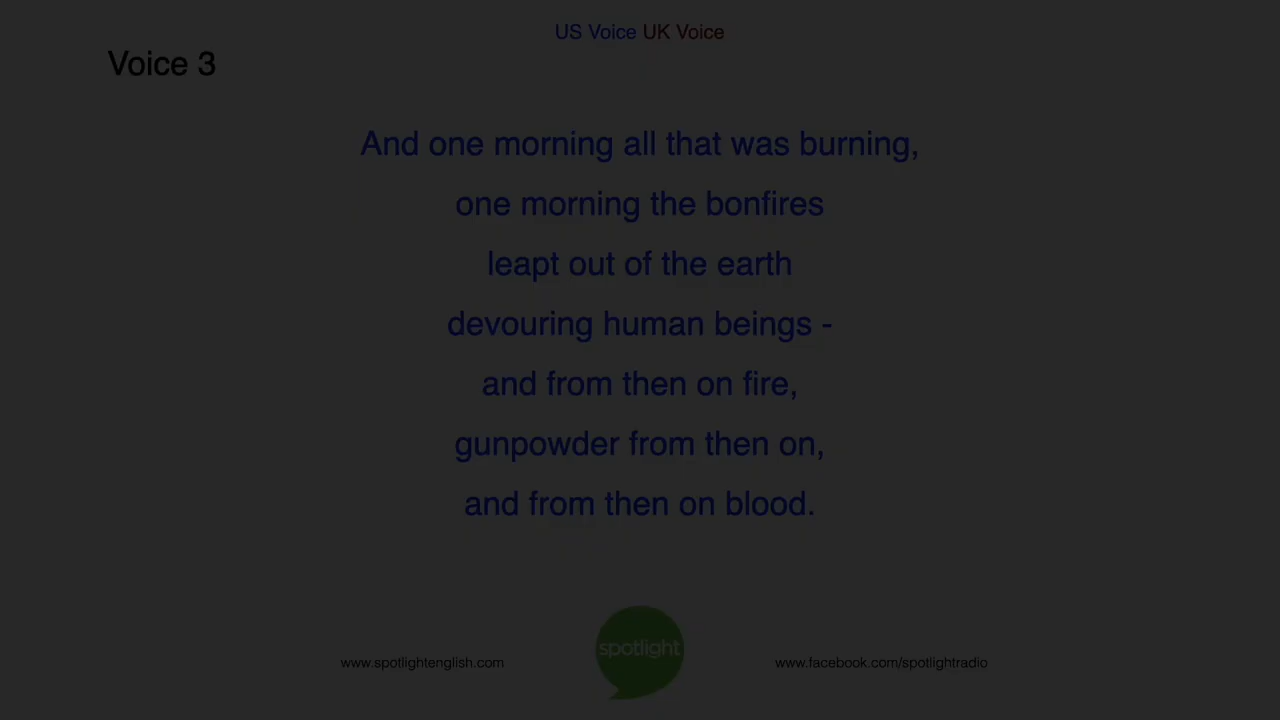 US Voice UK Voice
Voice 3
And one morning all that was burning,
one morning the bonfires
leapt out of the earth
devouring human beings -
and from then on fire,
gunpowder from then on,
and from then on blood.
spotlight
www.spotlightenglish.com
www.facebook.com/spotlightradio